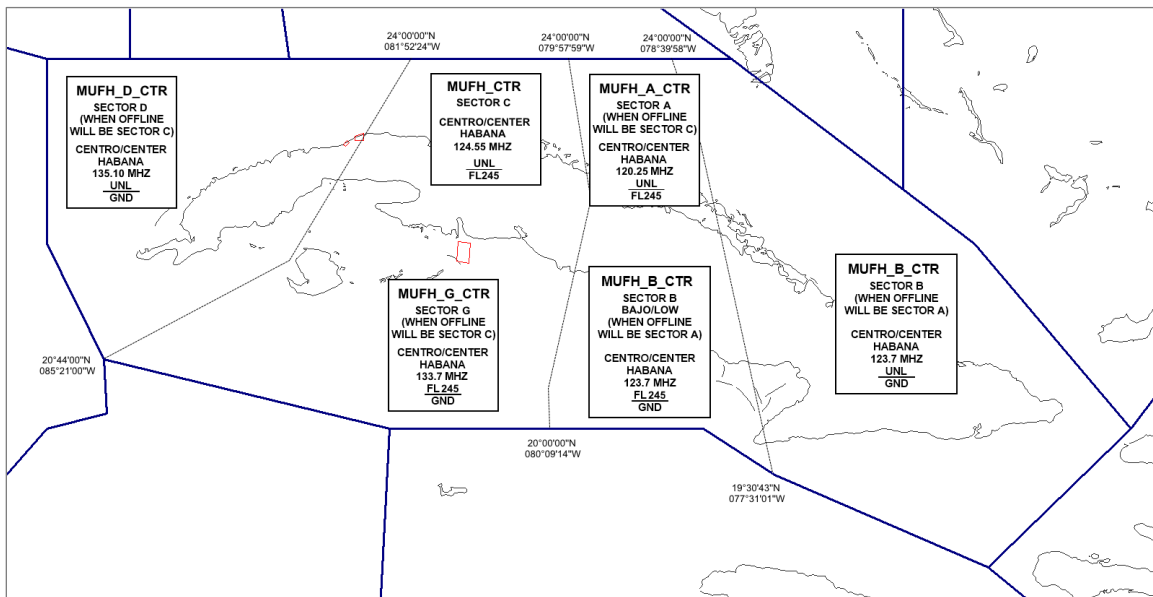 24°00'00"N
081°52'24"W
24°00'00"N
079°57'59"W
24°00'00"N
078°39'58"W
MUFH_D_CTR
SECTOR D
(WHEN OFFLINE
WILL BE SECTOR C)
CENTRO/CENTER
HABANA
135.10 MHZ
UNL
GND
MUFH_CTR
SECTOR C
CENTRO/CENTER
HABANA
124.55 MHZ
UNL
FL245
MUFH_A_CTR
SECTOR A
(WHEN OFFLINE
WILL BE SECTOR C)
CENTRO/CENTER
HABANA
120.25 MHZ
UNL
FL245
MUFH_G_CTR
SECTOR G
(WHEN OFFLINE
WILL BE SECTOR C)
CENTRO/CENTER
HABANA
133.7 MHZ
FL245
GND
MUFH_B_CTR
SECTOR B
BAJO/LOW
(WHEN OFFLINE
WILL BE SECTOR A)
CENTRO/CENTER
HABANA
123.7 MHZ
FL245
GND
MUFH_B_CTR
SECTOR B
(WHEN OFFLINE
WILL BE SECTOR A)
CENTRO/CENTER
HABANA
123.7 MHZ
UNL
GND
20°44'00"N
085°21'00"W
20°00'00"N
080°09'14"W
19°30'43"N
077°31'01"W